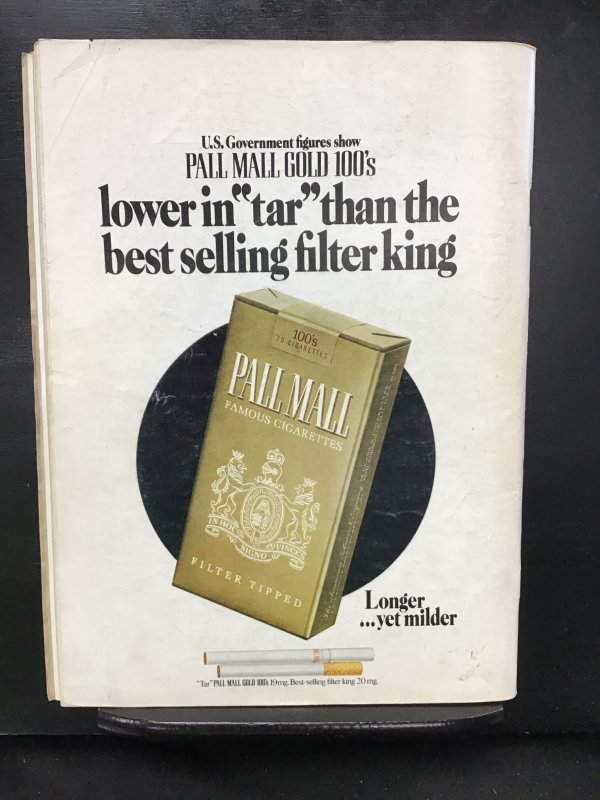 U.S. Government figures show
PALL MALL GOLD 100's
lower in "tar" than the
best selling filter king
100's
20 CIGARETTES
PALL MALL
FAMOUS CIGARETTES
IN HOC SIGNO VINCES
FILTER TIPPED
Longer
...yet milder
"Tar" PALL MALL GOLD 100's 19mg. Best-selling filter king 20 mg.